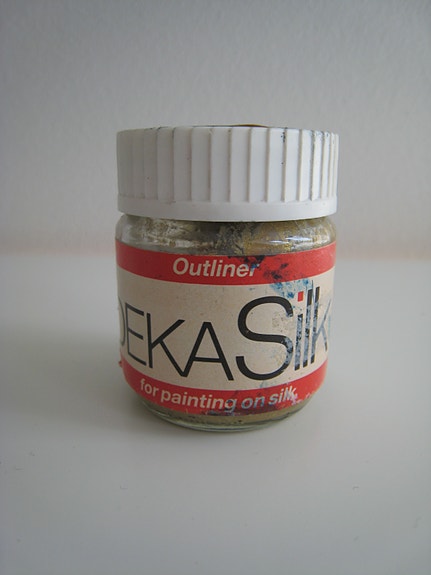 Outliner
DEKASilk
for painting on silk